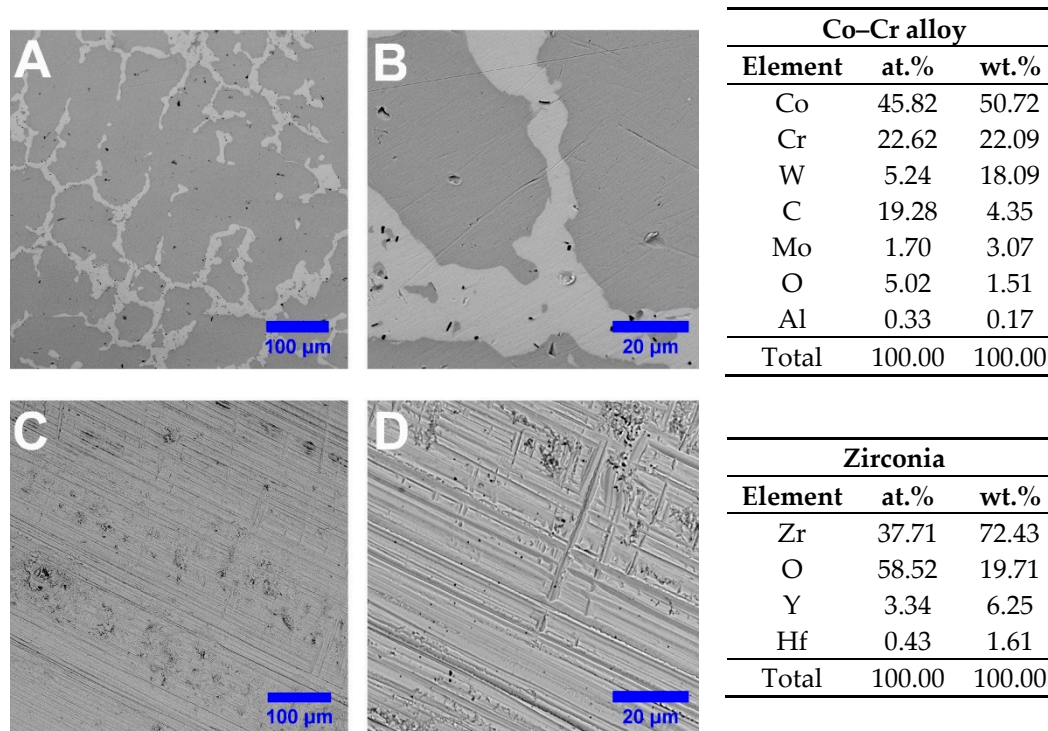 A
100 µm
B
20 µm
Co–Cr alloy
Element at.% wt.%
Co 45.82 50.72
Cr 22.62 22.09
W 5.24 18.09
C 19.28 4.35
Mo 1.70 3.07
O 5.02 1.51
Al 0.33 0.17
Total 100.00 100.00
C
100 µm
D
20 µm
Zirconia
Element at.% wt.%
Zr 37.71 72.43
O 58.52 19.71
Y 3.34 6.25
Hf 0.43 1.61
Total 100.00 100.00